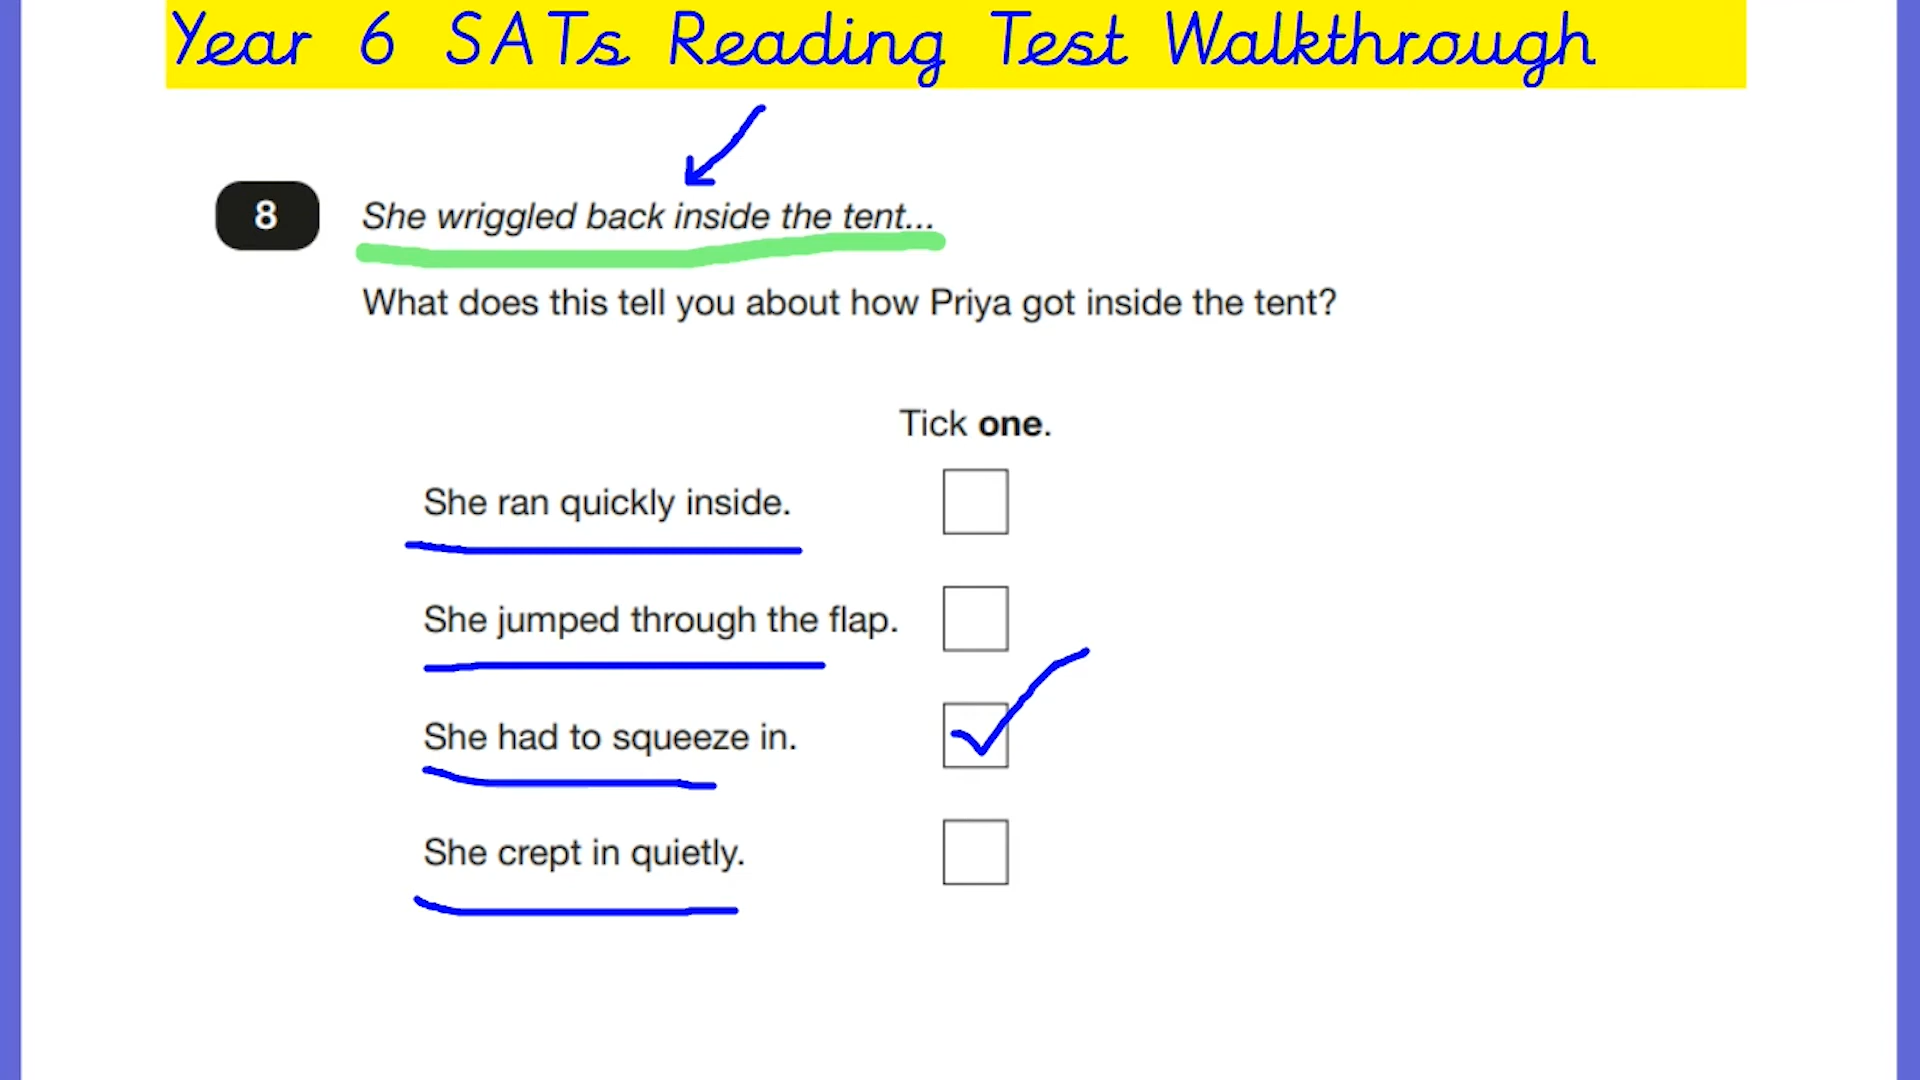 Year 6 SATs Reading Test Walkthrough
8 She wriggled back inside the tent...
What does this tell you about how Priya got inside the tent?
Tick one.
She ran quickly inside.
She jumped through the flap.
She had to squeeze in.
She crept in quietly.